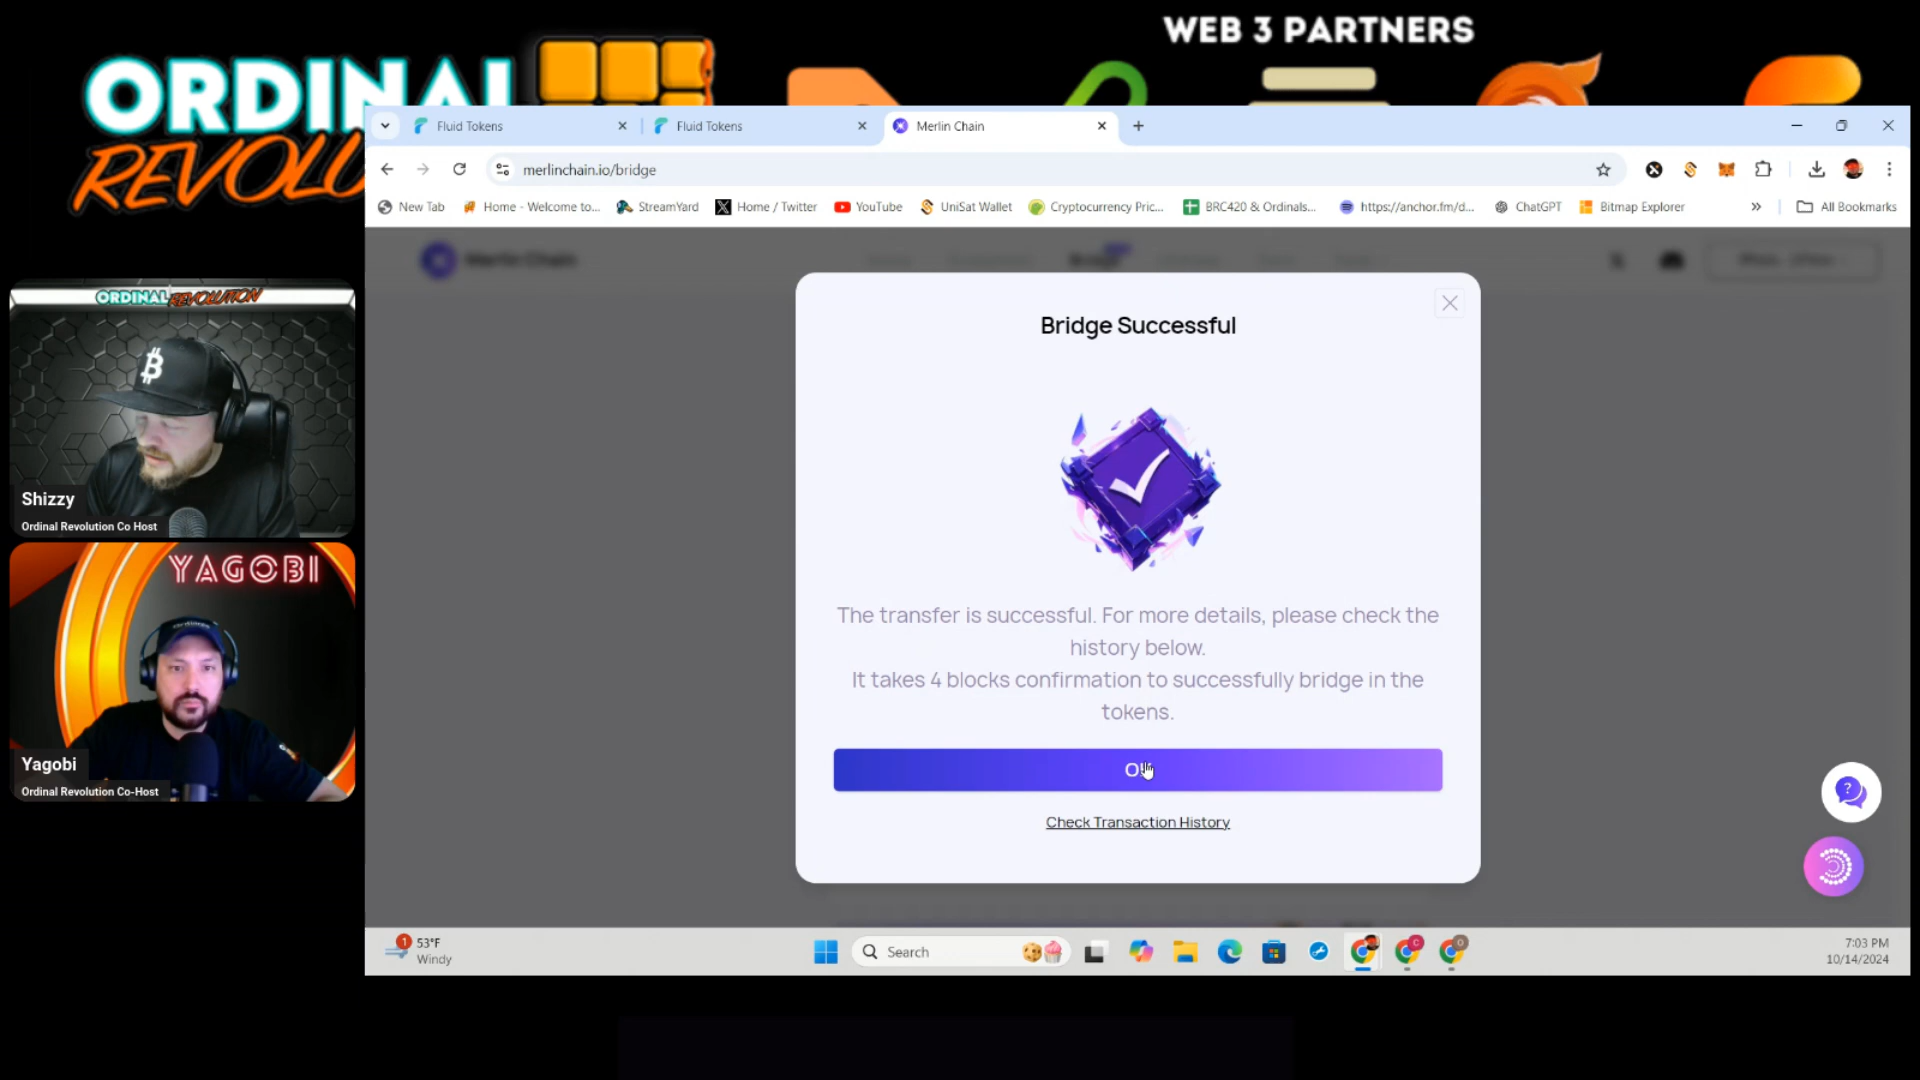 WEB 3 PARTNERS
ORDINAL
REVOLU
Fluid Tokens
Fluid Tokens
Merlin Chain
merlinchain.io/bridge
New Tab
Home - Welcome to...
StreamYard
Home / Twitter
YouTube
UniSat Wallet
Cryptocurrency Pric...
BRC420 & Ordinals...
https://anchor.fm/d...
ChatGPT
Bitmap Explorer
All Bookmarks
Merlin Chain
Bridge
Bridge Successful
The transfer is successful. For more details, please check the
history below.
It takes 4 blocks confirmation to successfully bridge in the
tokens.
Check Transaction History
ORDINAL REVOLUTION
Shizzy
Ordinal Revolution Co Host
YAGOBI
Yagobi
Ordinal Revolution Co-Host
1
53°F
Windy
Search
7:03 PM
10/14/2024